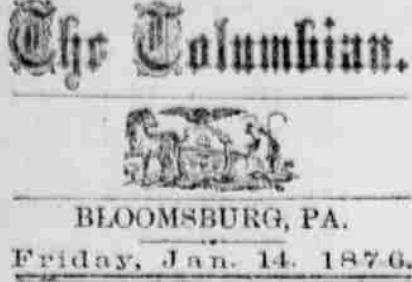 The Columbian.
BLOOMSBURG, PA.
Friday, Jan. 14. 1876.